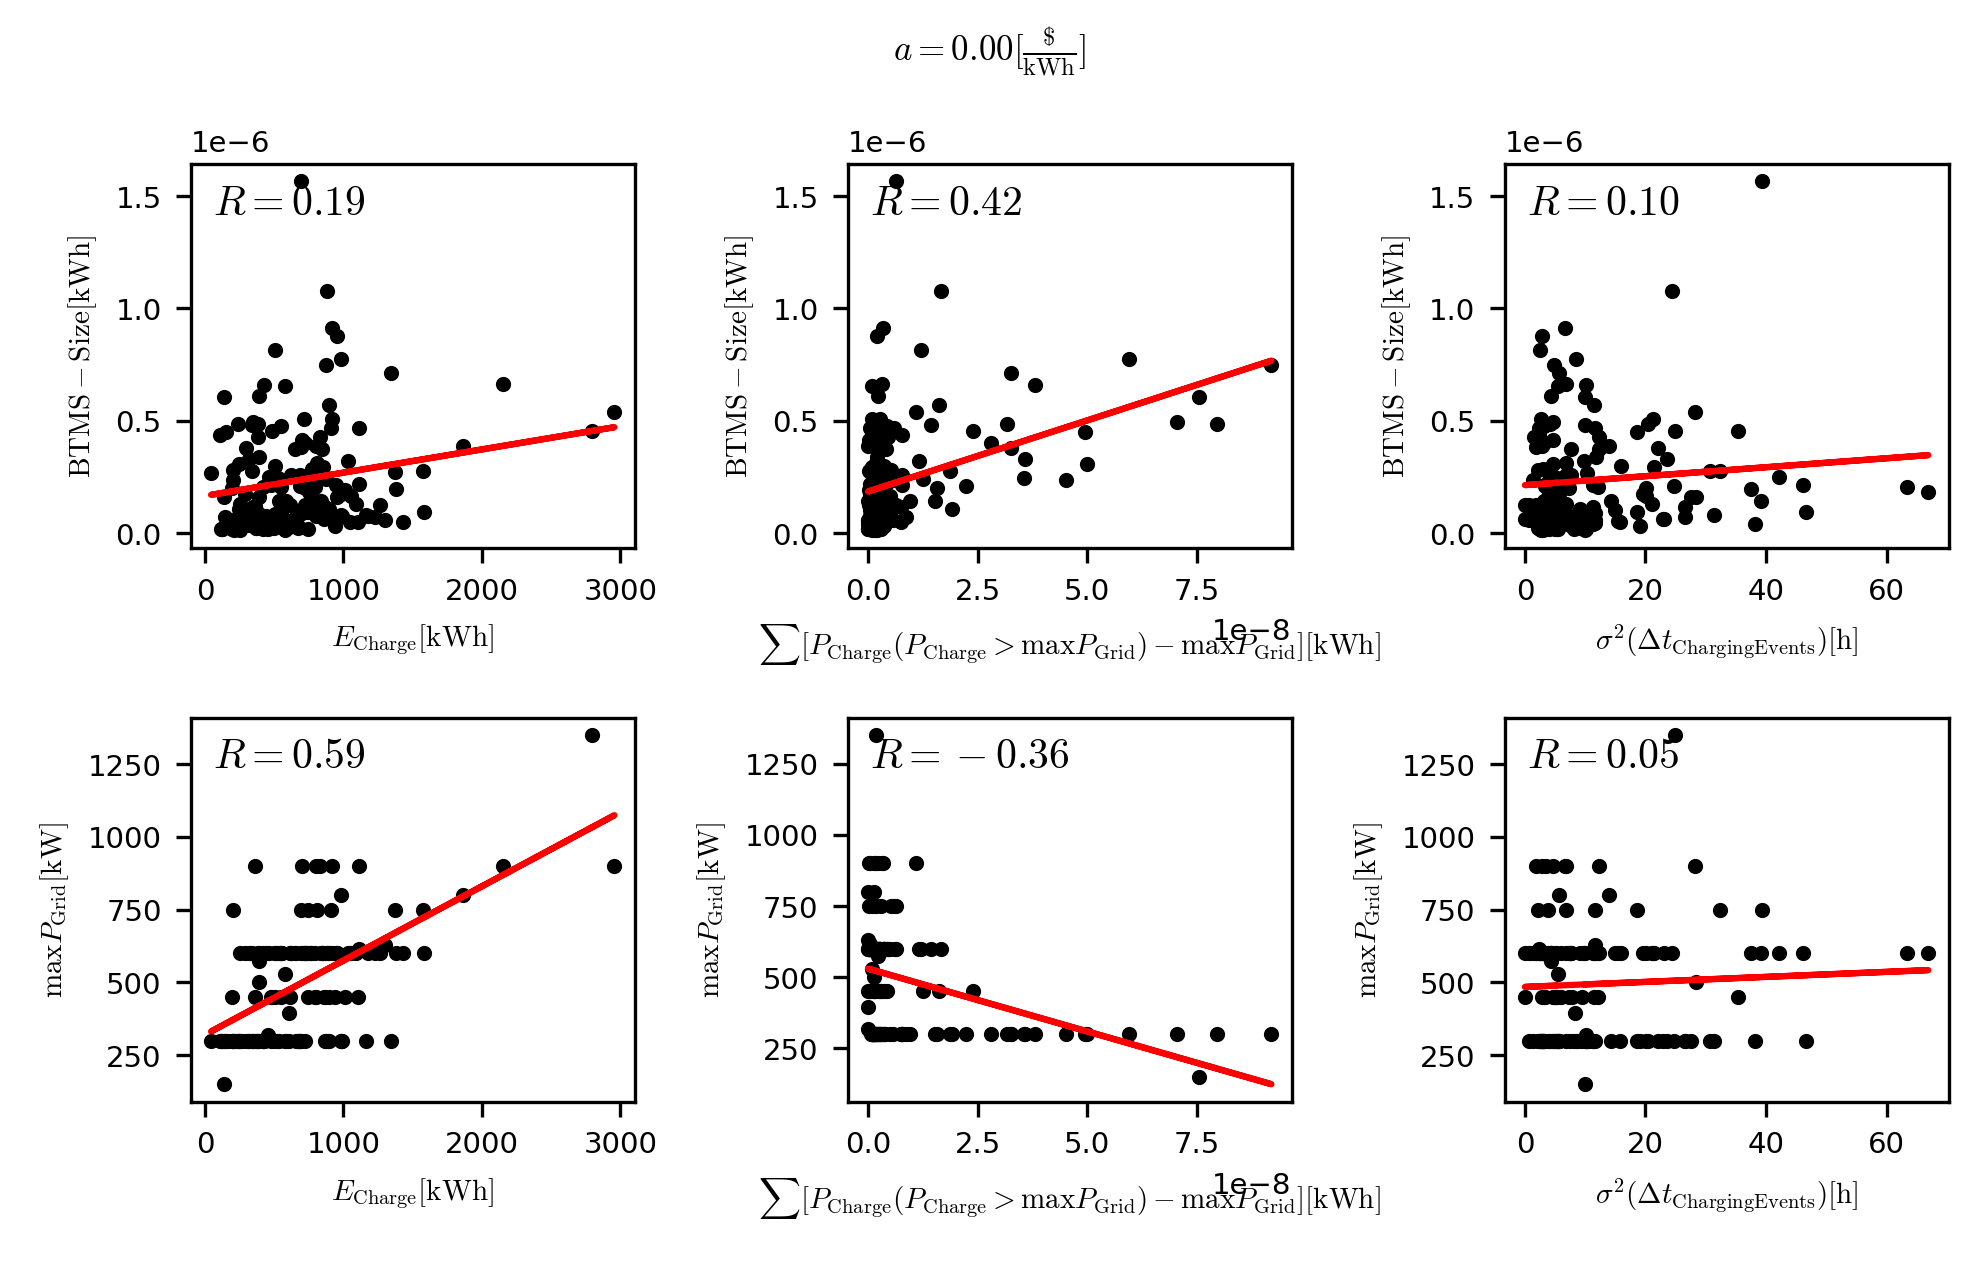 a = 0.00[$/kWh]
1e−6 1e−6 1e−6
R = 0.19 R = 0.42 R = 0.10
BTMS − Size[kWh] BTMS − Size[kWh] BTMS − Size[kWh]
1.5 1.5 1.5
1.0 1.0 1.0
0.5 0.5 0.5
0.0 0.0 0.0
0 1000 2000 3000 0.0 2.5 5.0 7.5 0 20 40 60
1e−8
E_Charge[kWh] ∑[P_Charge(P_Charge > maxP_Grid) − maxP_Grid][kWh] σ²(Δt_ChargingEvents)[h]
R = 0.59 R = −0.36 R = 0.05
maxP_Grid[kW] maxP_Grid[kW] maxP_Grid[kW]
1250 1250 1250
1000 1000 1000
750 750 750
500 500 500
250 250 250
0 1000 2000 3000 0.0 2.5 5.0 7.5 0 20 40 60
1e−8
E_Charge[kWh] ∑[P_Charge(P_Charge > maxP_Grid) − maxP_Grid][kWh] σ²(Δt_ChargingEvents)[h]